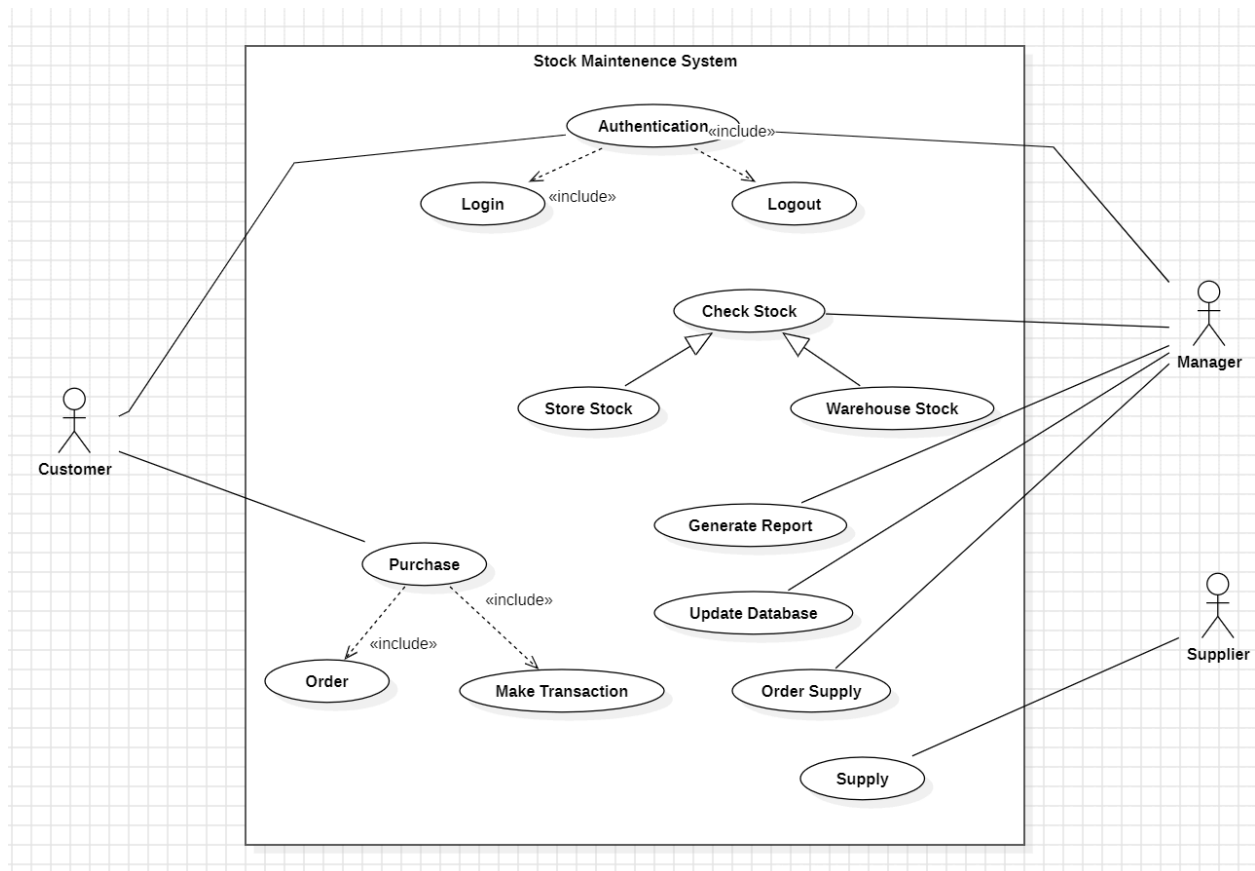 Stock Maintenence System
Authentication
«include»
Login
«include»
Logout
Check Stock
Manager
Store Stock
Warehouse Stock
Customer
Generate Report
Purchase
«include»
Update Database
«include»
Supplier
Order
Make Transaction
Order Supply
Supply